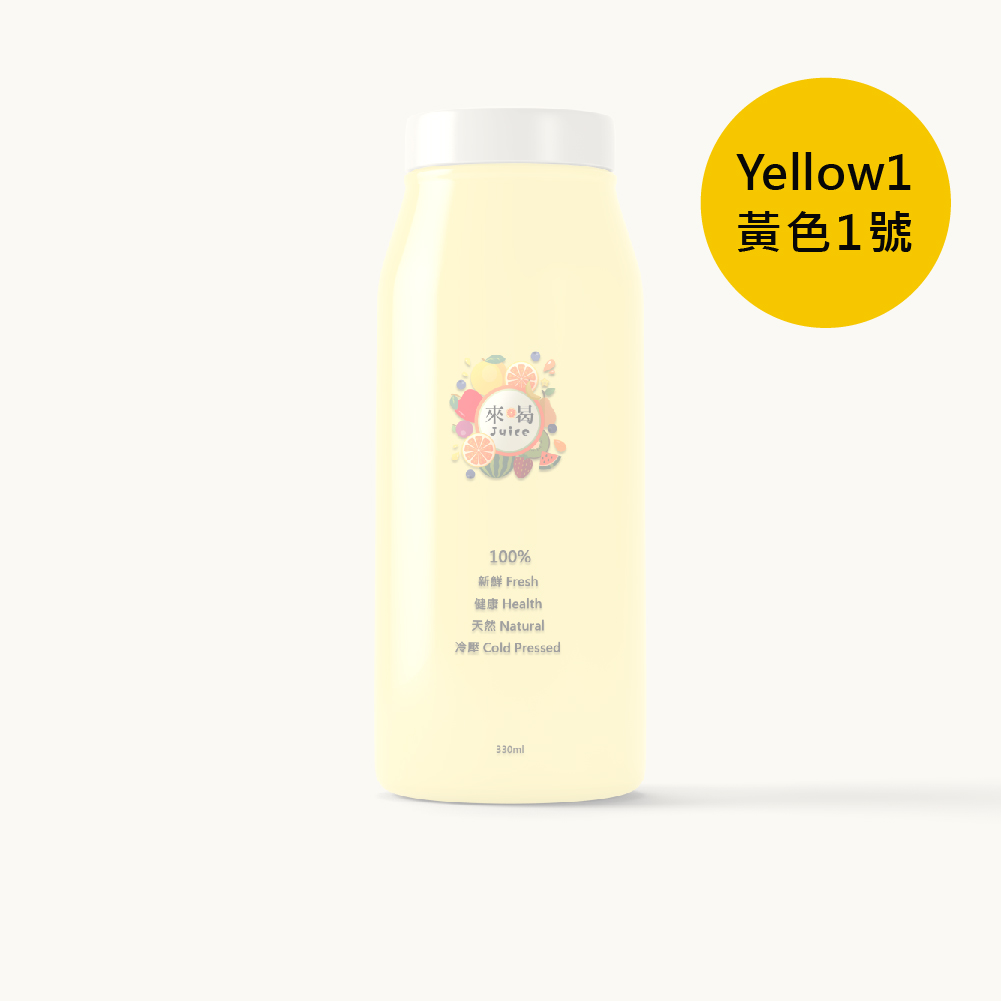 Yellow1
黃色1號
來喝
Juice
100%
新鮮 Fresh
健康 Health
天然 Natural
冷壓 Cold Pressed
330ml